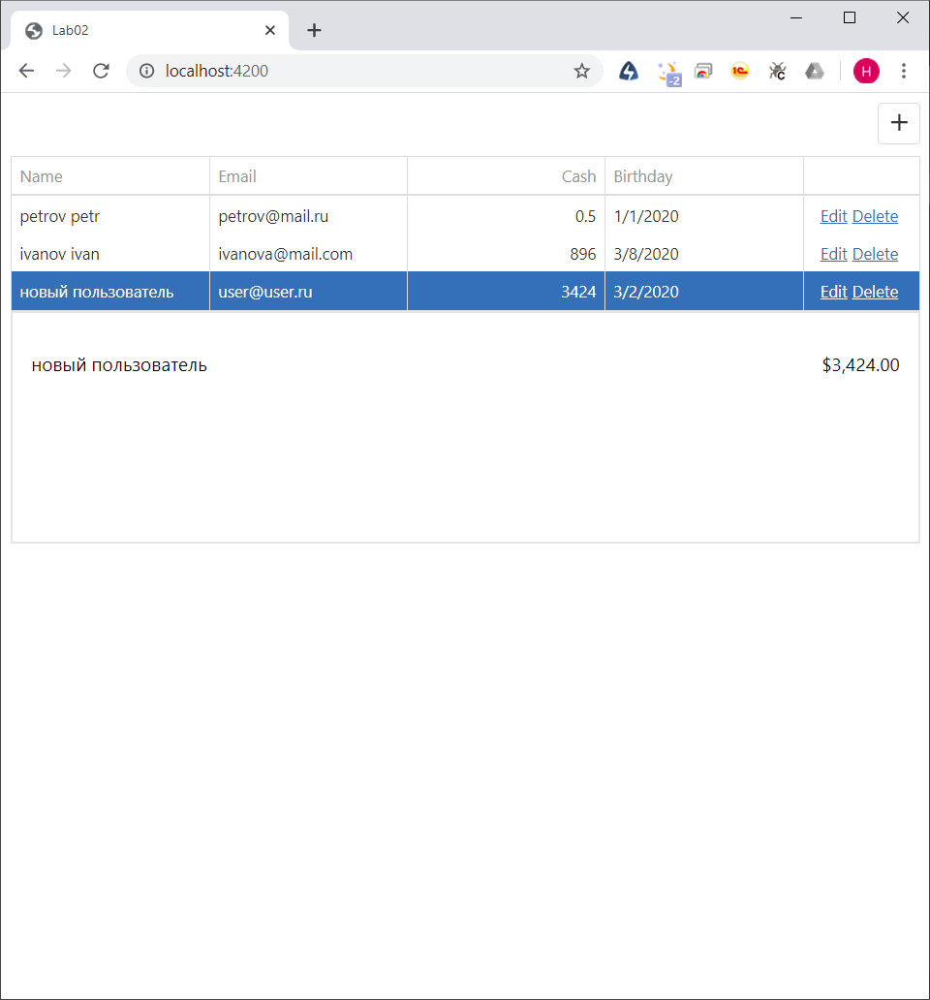 Lab02
localhost:4200
-2
1C
C
H
+
Name Email Cash Birthday
petrov petr petrov@mail.ru 0.5 1/1/2020 Edit Delete
ivanov ivan ivanova@mail.com 896 3/8/2020 Edit Delete
новый пользователь user@user.ru 3424 3/2/2020 Edit Delete
новый пользователь $3,424.00